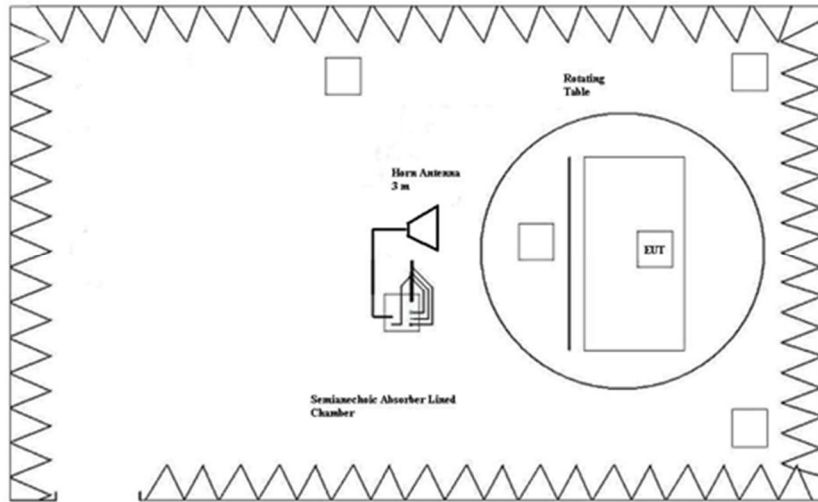 Rotating
Table
Horn Antenna
3 m
EUT
Semianechoic Absorber Lined
Chamber